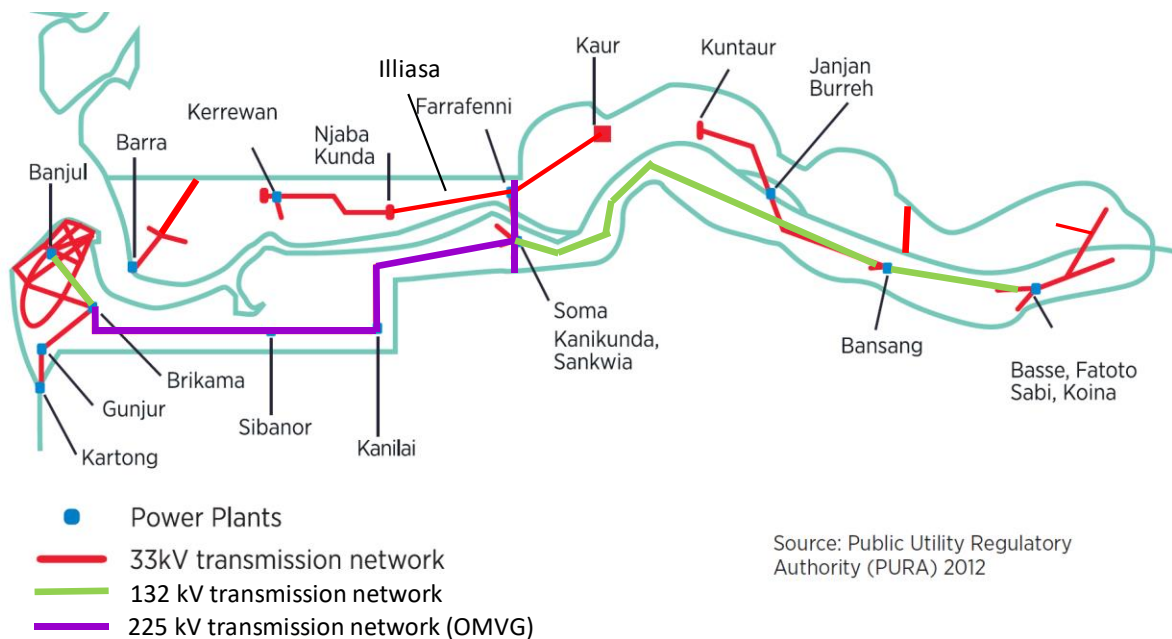 Kaur
Kuntaur
Illiasa
Janjan
Burreh
Kerrewan
Farrafenni
Njaba
Kunda
Barra
Banjul
Soma
Kanikunda,
Sankwia
Bansang
Basse, Fatoto
Sabi, Koina
Brikama
Gunjur
Sibanor
Kanilai
Kartong
Power Plants
33kV transmission network
132 kV transmission network
225 kV transmission network (OMVG)
Source: Public Utility Regulatory
Authority (PURA) 2012